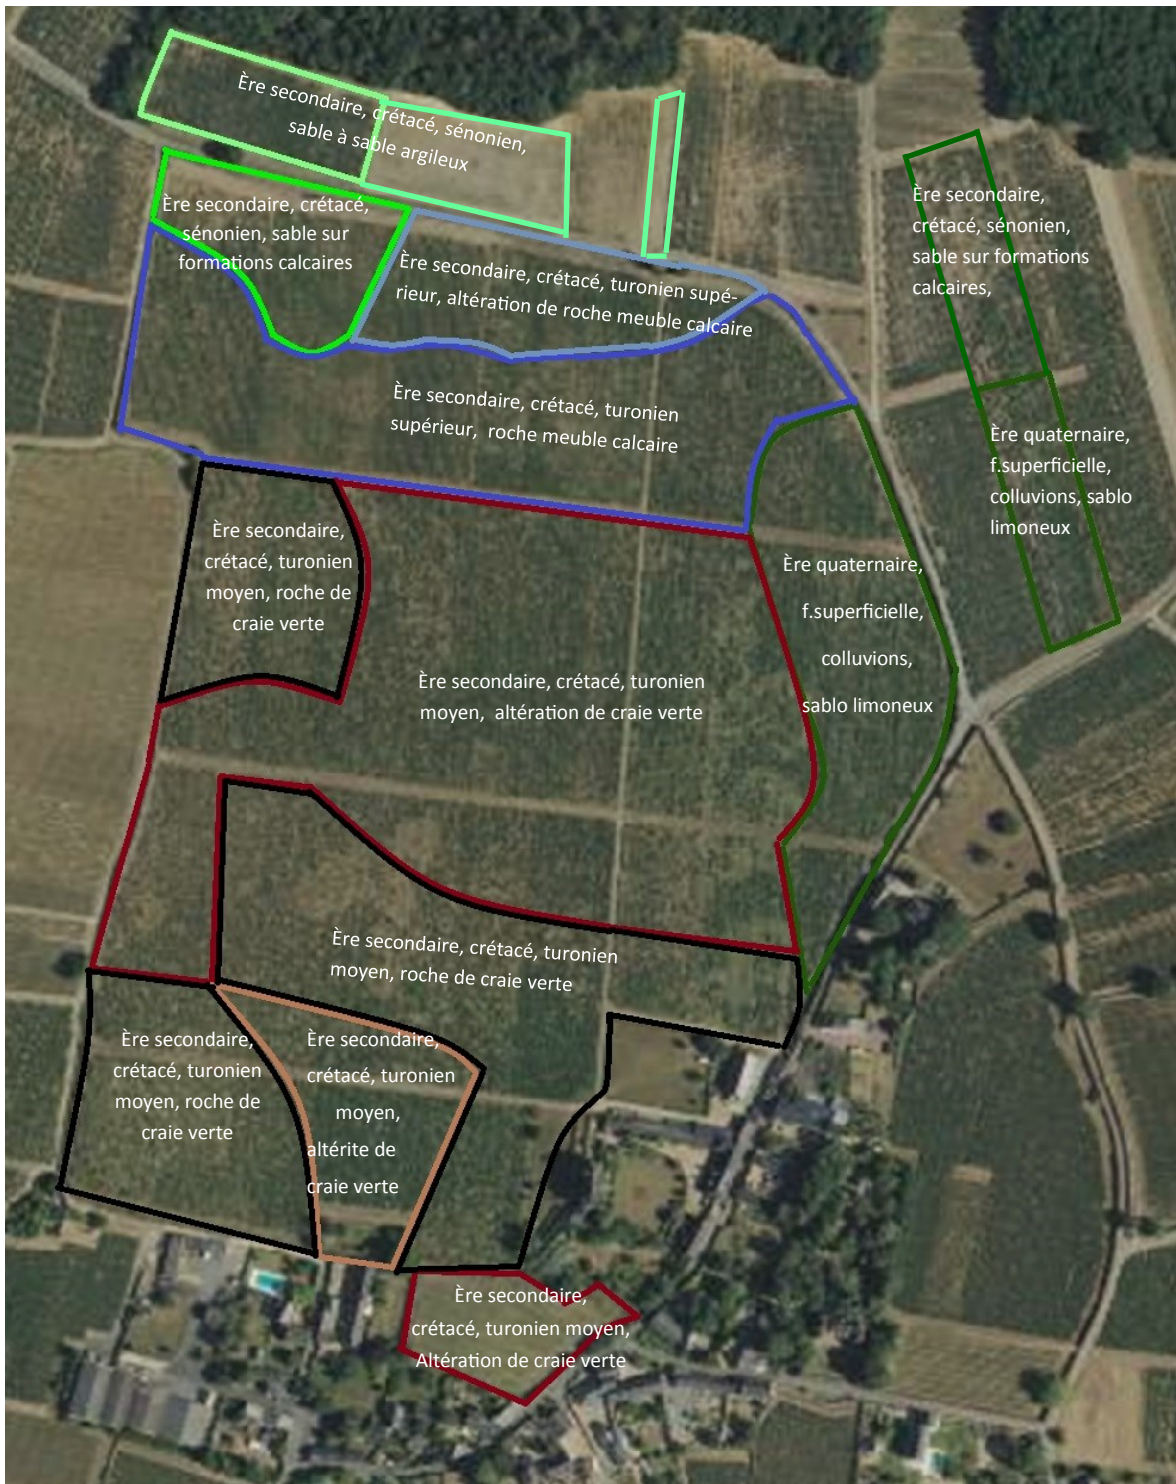 Ère secondaire, crétacé, sénonien,
sable à sable argileux
Ère secondaire, crétacé,
sénonien, sable sur
formations calcaires
Ère secondaire, crétacé, turonien supé-
rieur, altération de roche meuble calcaire
Ère secondaire,
crétacé, sénonien,
sable sur formations
calcaires,
Ère secondaire, crétacé, turonien
supérieur, roche meuble calcaire
Ère quaternaire,
f.superficielle,
colluvions, sablo
limoneux
Ère secondaire,
crétacé, turonien
moyen, roche de
craie verte
Ère quaternaire,
f.superficielle,
colluvions,
sablo limoneux
Ère secondaire, crétacé, turonien
moyen, altération de craie verte
Ère secondaire, crétacé, turonien
moyen, roche de craie verte
Ère secondaire,
crétacé, turonien
moyen, roche de
craie verte
Ère secondaire,
crétacé, turonien
moyen,
altérite de
craie verte
Ère secondaire,
crétacé, turonien moyen,
Altération de craie verte